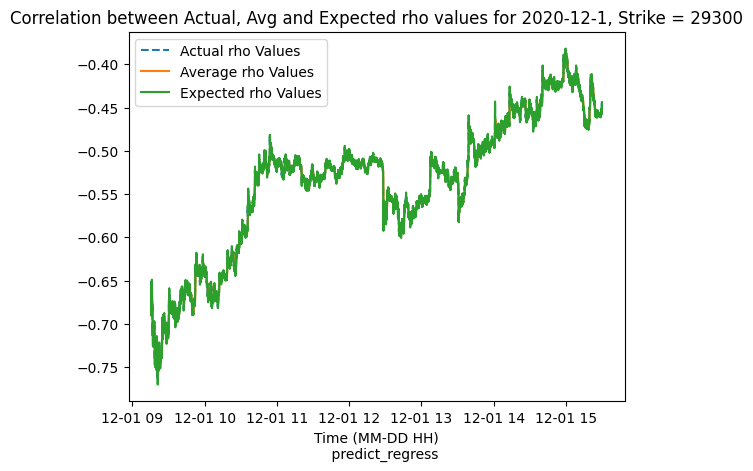 Correlation between Actual, Avg and Expected rho values for 2020-12-1, Strike = 29300
Actual rho Values
Average rho Values
Expected rho Values
−0.40
−0.45
−0.50
−0.55
−0.60
−0.65
−0.70
−0.75
12-01 09 12-01 10 12-01 11 12-01 12 12-01 13 12-01 14 12-01 15
Time (MM-DD HH)
predict_regress